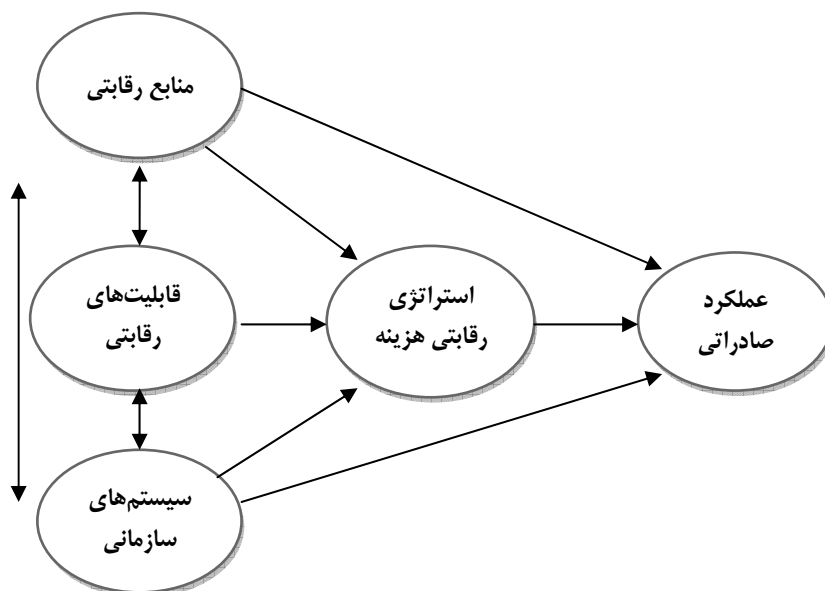 منابع رقابتی
قابلیت‌های
رقابتی
استراتژی
رقابتی هزینه
عملکرد
صادراتی
سیستم‌های
سازمانی